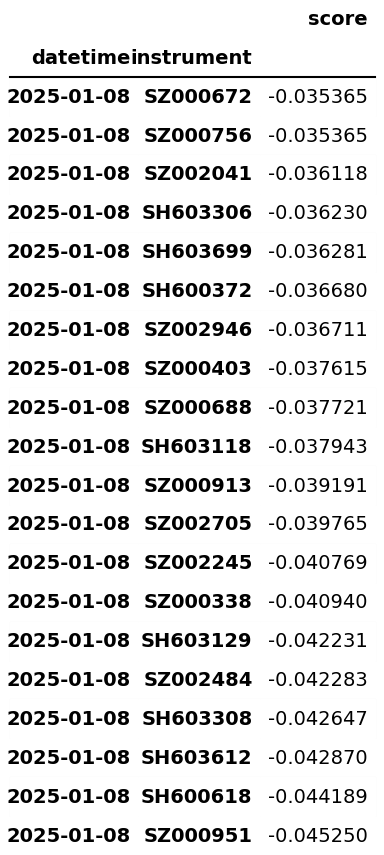 score
datetime instrument
2025-01-08 SZ000672 -0.035365
2025-01-08 SZ000756 -0.035365
2025-01-08 SZ002041 -0.036118
2025-01-08 SH603306 -0.036230
2025-01-08 SH603699 -0.036281
2025-01-08 SH600372 -0.036680
2025-01-08 SZ002946 -0.036711
2025-01-08 SZ000403 -0.037615
2025-01-08 SZ000688 -0.037721
2025-01-08 SH603118 -0.037943
2025-01-08 SZ000913 -0.039191
2025-01-08 SZ002705 -0.039765
2025-01-08 SZ002245 -0.040769
2025-01-08 SZ000338 -0.040940
2025-01-08 SH603129 -0.042231
2025-01-08 SZ002484 -0.042283
2025-01-08 SH603308 -0.042647
2025-01-08 SH603612 -0.042870
2025-01-08 SH600618 -0.044189
2025-01-08 SZ000951 -0.045250